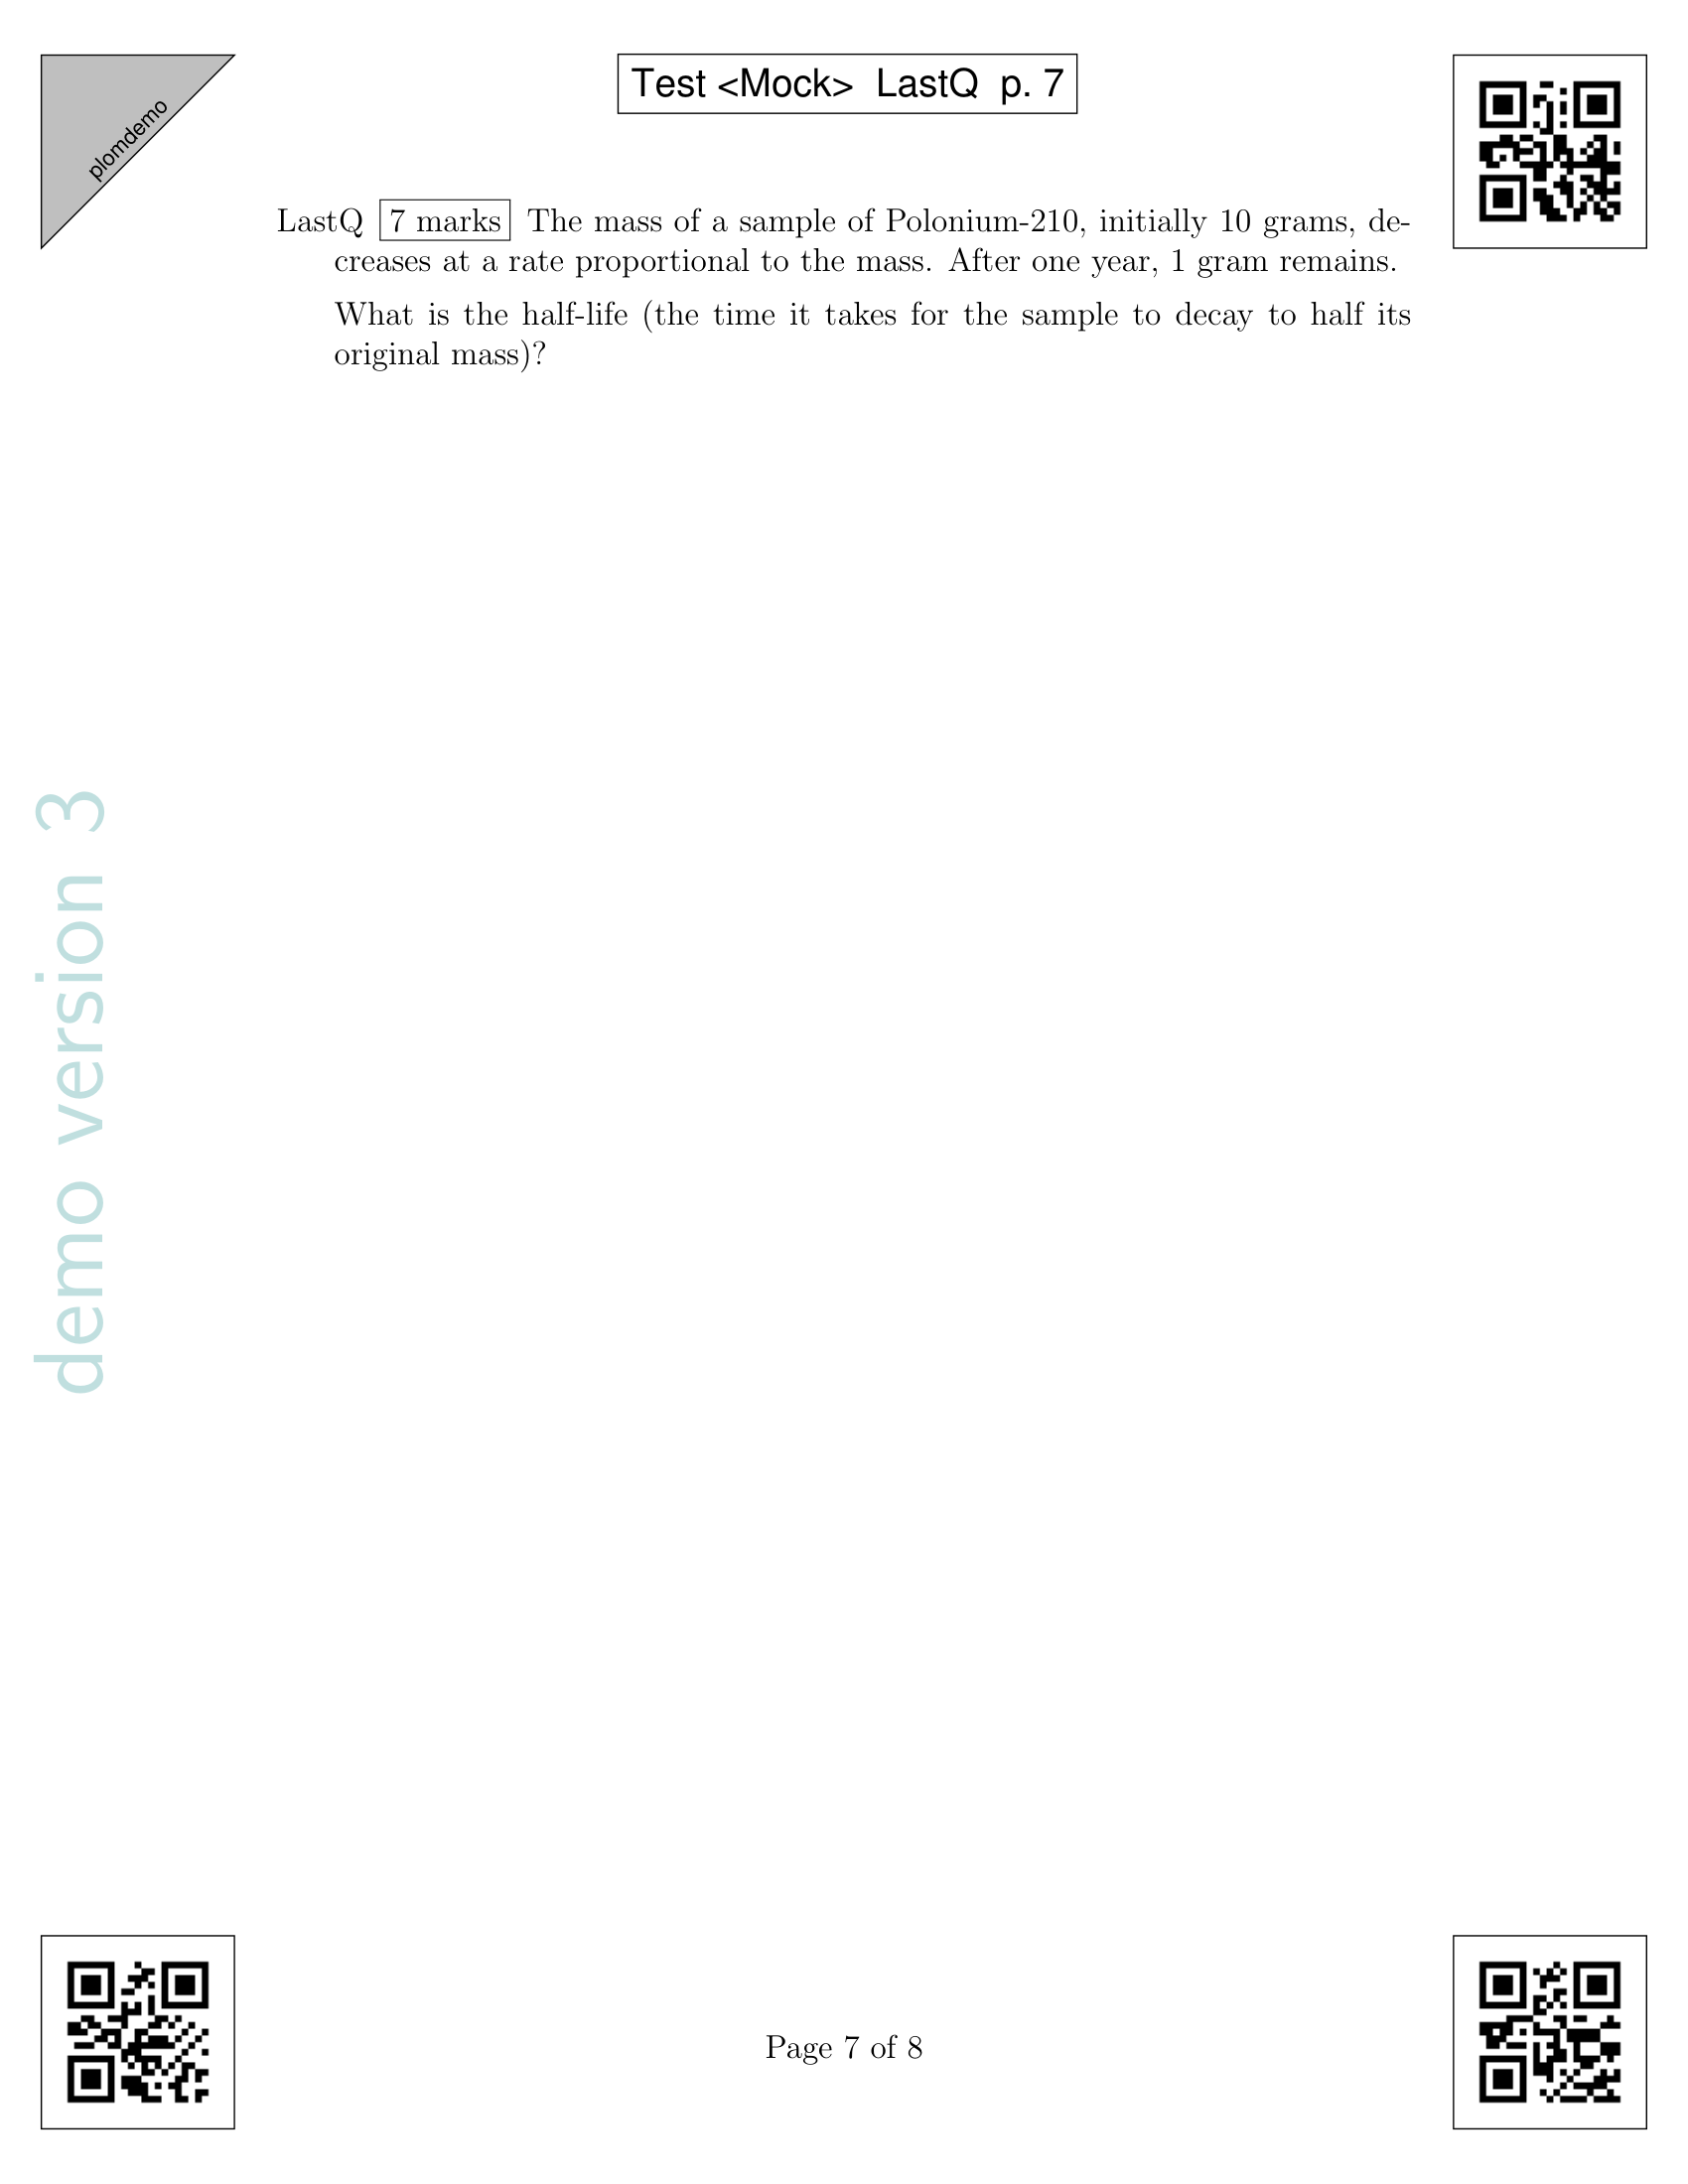 plomdemo
Test <Mock> LastQ p. 7
LastQ 7 marks The mass of a sample of Polonium-210, initially 10 grams, de-
creases at a rate proportional to the mass. After one year, 1 gram remains.
What is the half-life (the time it takes for the sample to decay to half its
original mass)?
demo version 3
Page 7 of 8